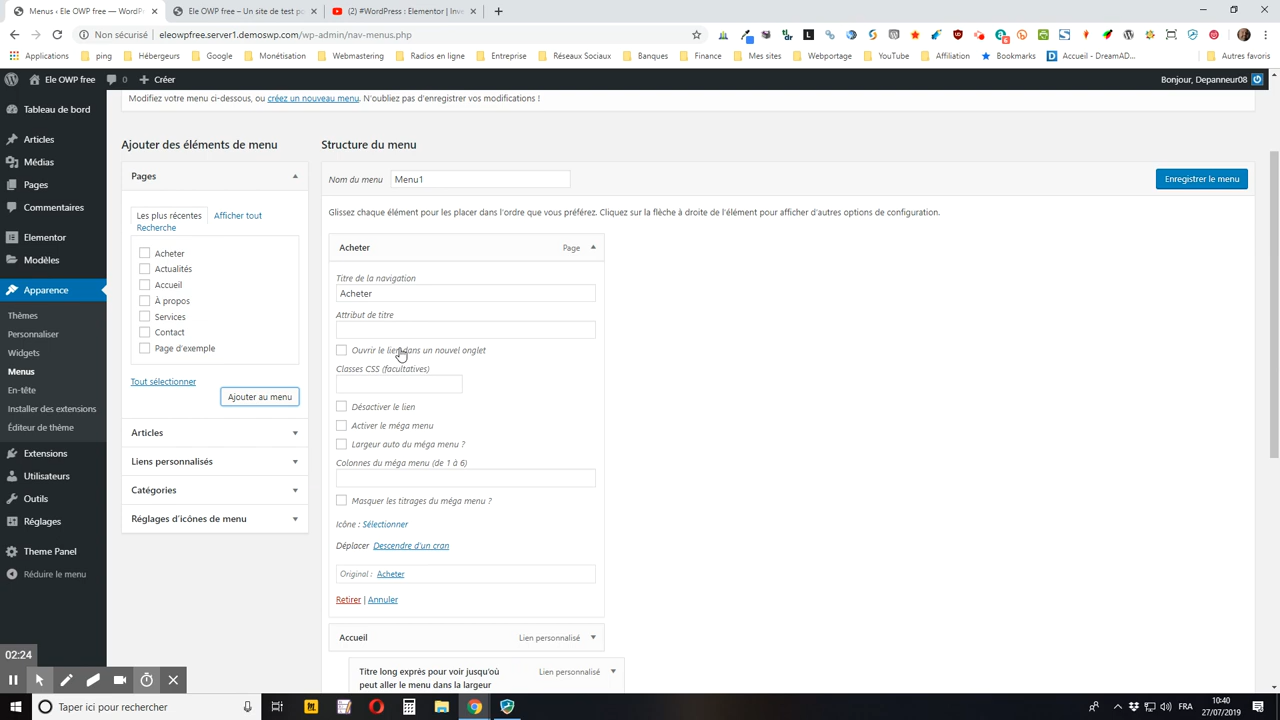 Menus ‹ Ele OWP free — WordP
Ele OWP free – Un site de test po
(2) #WordPress : Elementor | Inv
Non sécurisé
eleowpfree.server1.demoswp.com/wp-admin/nav-menus.php
Applications
ping
Hébergeurs
Google
Monétisation
Webmastering
Radios en ligne
Entreprise
Réseaux Sociaux
Banques
Finance
Mes sites
Webportage
YouTube
Affiliation
Bookmarks
Accueil - DreamAD...
Autres favoris
Ele OWP free
0
Créer
Bonjour, Depanneur08
Tableau de bord
Articles
Médias
Pages
Commentaires
Elementor
Modèles
Apparence
Thèmes
Personnaliser
Widgets
Menus
En-tête
Installer des extensions
Éditeur de thème
Extensions
Utilisateurs
Outils
Réglages
Theme Panel
Réduire le menu
Modifiez votre menu ci-dessous, ou créez un nouveau menu. N'oubliez pas d'enregistrer vos modifications !
Ajouter des éléments de menu
Pages
Les plus récentes
Afficher tout
Recherche
Acheter
Actualités
Accueil
À propos
Services
Contact
Page d'exemple
Tout sélectionner
Ajouter au menu
Articles
Liens personnalisés
Catégories
Réglages d'icônes de menu
Structure du menu
Nom du menu
Menu1
Enregistrer le menu
Glissez chaque élément pour les placer dans l'ordre que vous préférez. Cliquez sur la flèche à droite de l'élément pour afficher d'autres options de configuration.
Acheter
Page
Titre de la navigation
Acheter
Attribut de titre
Ouvrir le lien dans un nouvel onglet
Classes CSS (facultatives)
Désactiver le lien
Activer le méga menu
Largeur auto du méga menu ?
Colonnes du méga menu (de 1 à 6)
Masquer les titrages du méga menu ?
Icône : Sélectionner
Déplacer Descendre d'un cran
Original : Acheter
Retirer | Annuler
Accueil
Lien personnalisé
Titre long exprès pour voir jusqu'où
peut aller le menu dans la largeur
Lien personnalisé
02:24
Taper ici pour rechercher
FRA
10:40
27/07/2019